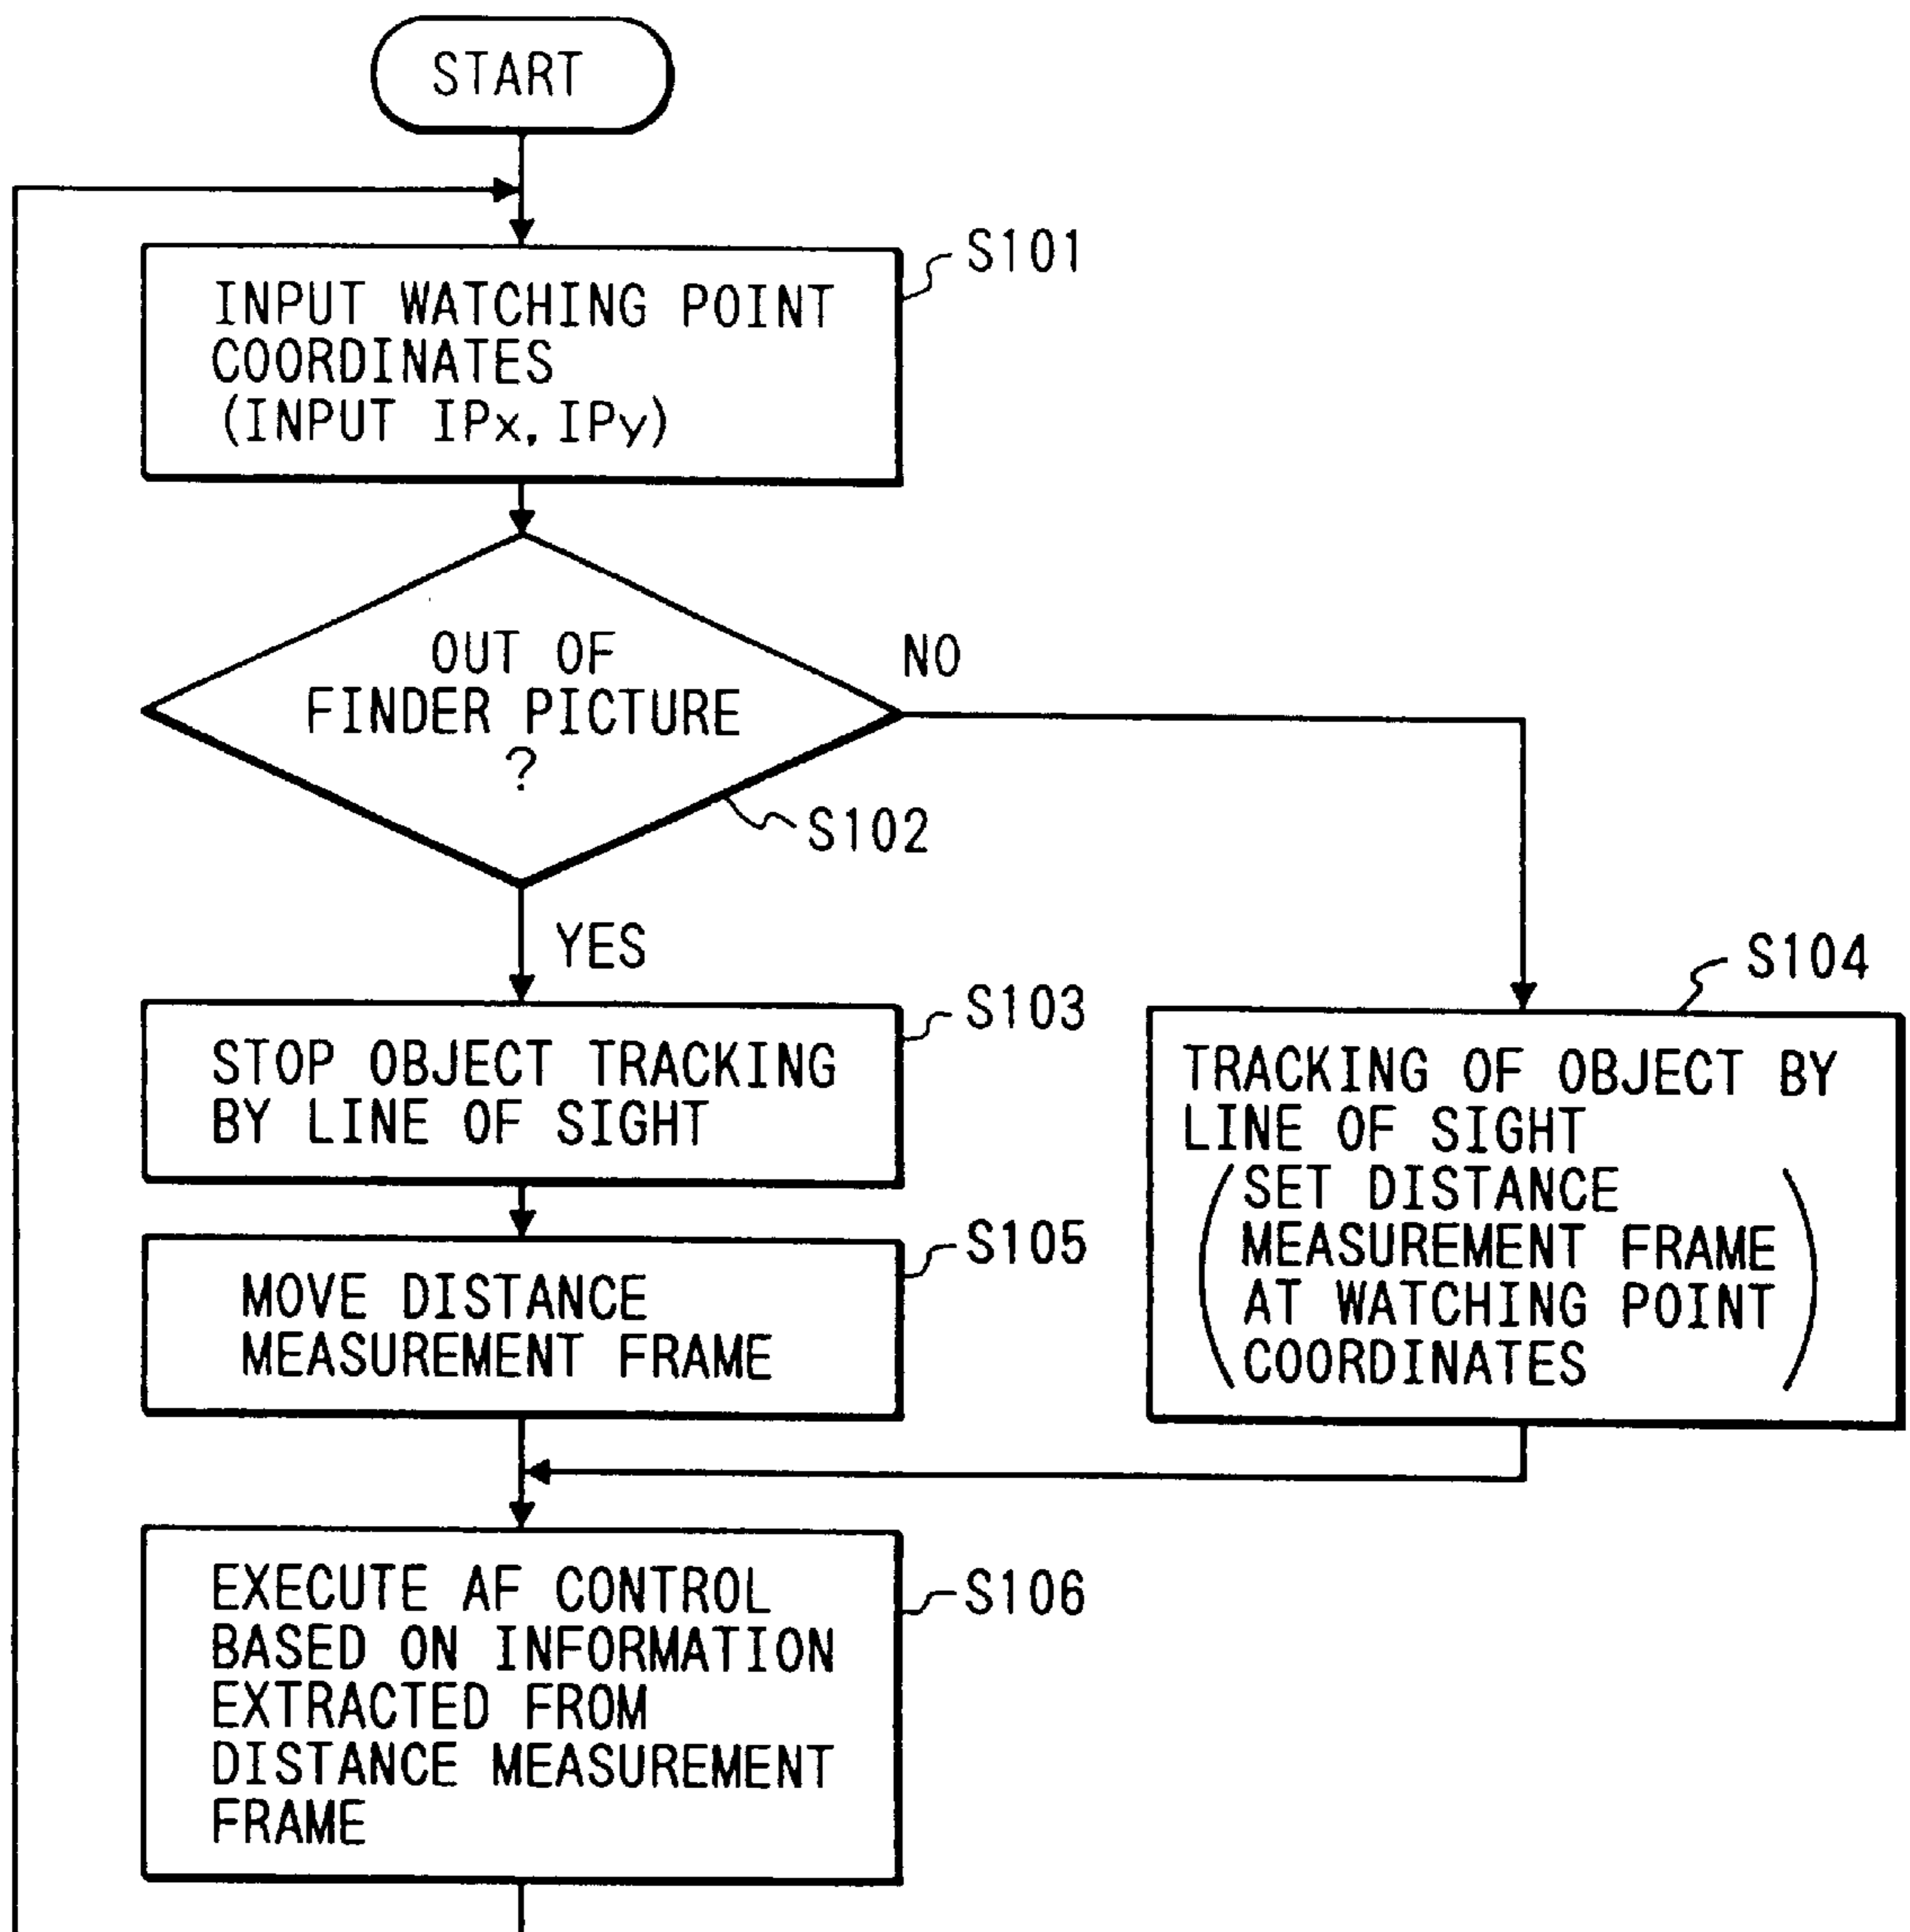 START
S101
INPUT WATCHING POINT
COORDINATES
(INPUT IPx, IPy)
OUT OF
FINDER PICTURE
?
NO
S102
YES
S103
STOP OBJECT TRACKING
BY LINE OF SIGHT
S104
TRACKING OF OBJECT BY
LINE OF SIGHT
(SET DISTANCE
MEASUREMENT FRAME
AT WATCHING POINT
COORDINATES)
S105
MOVE DISTANCE
MEASUREMENT FRAME
S106
EXECUTE AF CONTROL
BASED ON INFORMATION
EXTRACTED FROM
DISTANCE MEASUREMENT
FRAME